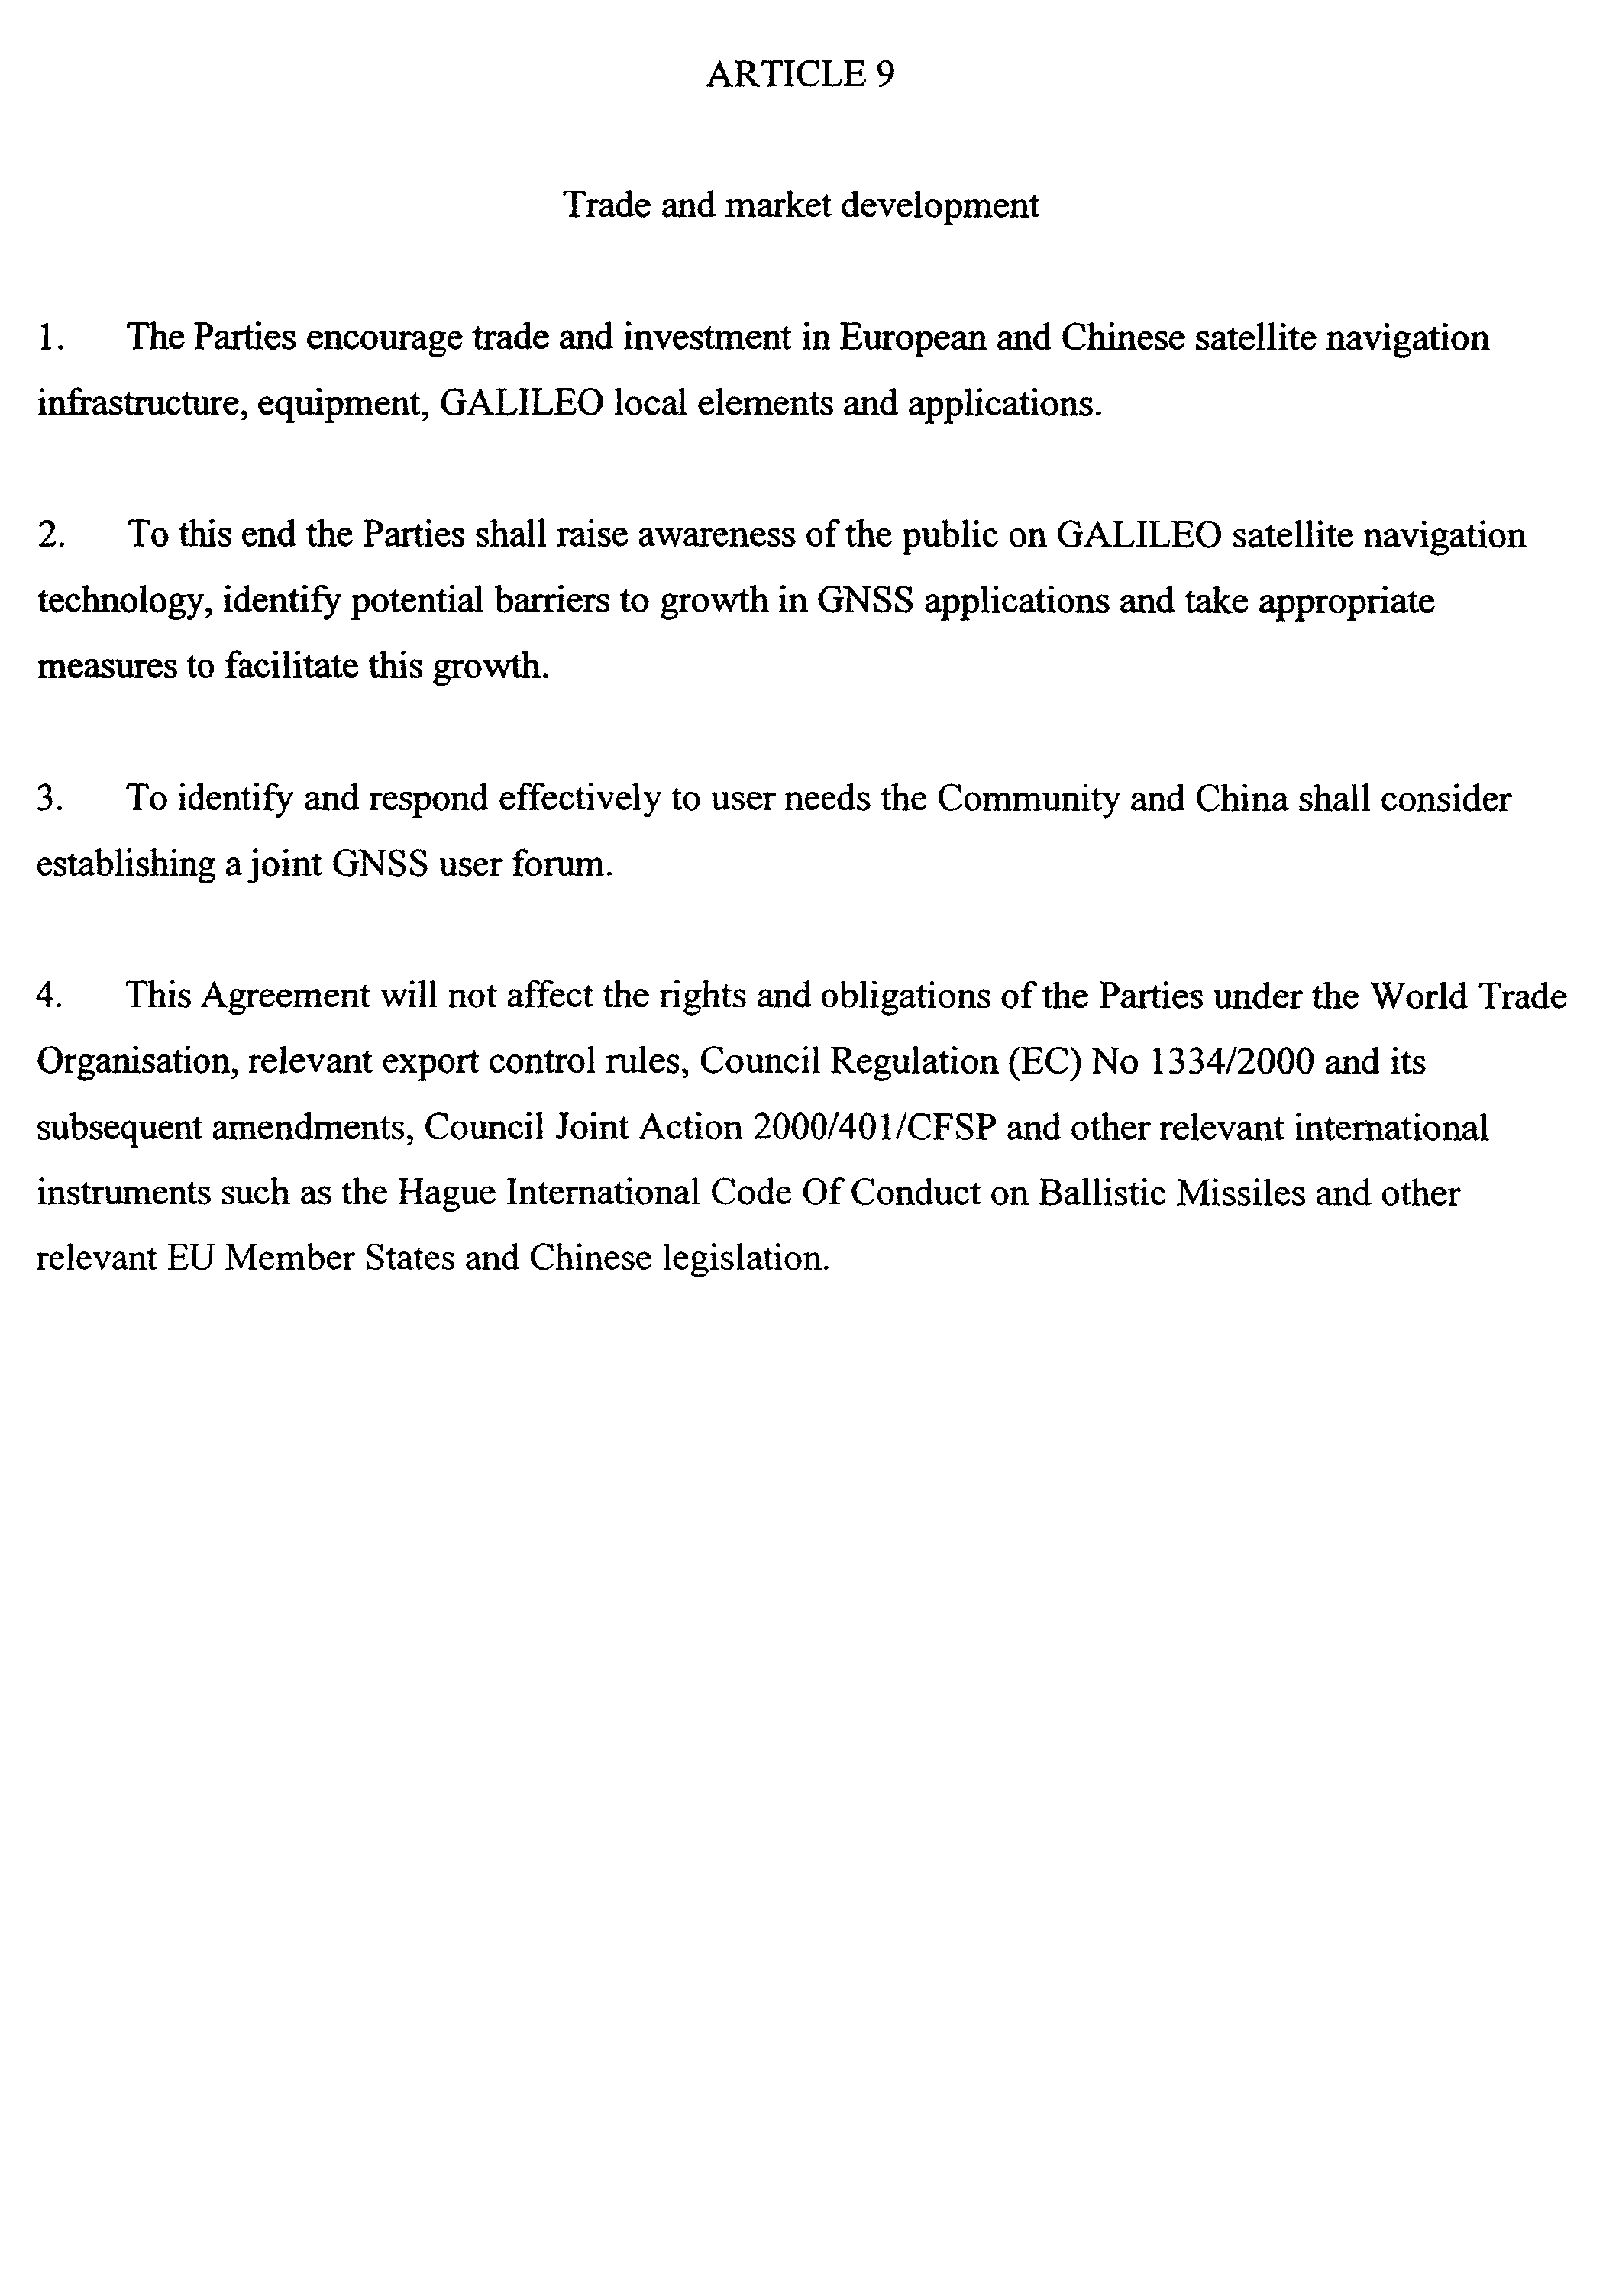 ARTICLE 9
Trade and market development
1. The Parties encourage trade and investment in European and Chinese satellite navigation
infrastructure, equipment, GALILEO local elements and applications.
2. To this end the Parties shall raise awareness of the public on GALILEO satellite navigation
technology, identify potential barriers to growth in GNSS applications and take appropriate
measures to facilitate this growth.
3. To identify and respond effectively to user needs the Community and China shall consider
establishing a joint GNSS user forum.
4. This Agreement will not affect the rights and obligations of the Parties under the World Trade
Organisation, relevant export control rules, Council Regulation (EC) No 1334/2000 and its
subsequent amendments, Council Joint Action 2000/401/CFSP and other relevant international
instruments such as the Hague International Code Of Conduct on Ballistic Missiles and other
relevant EU Member States and Chinese legislation.